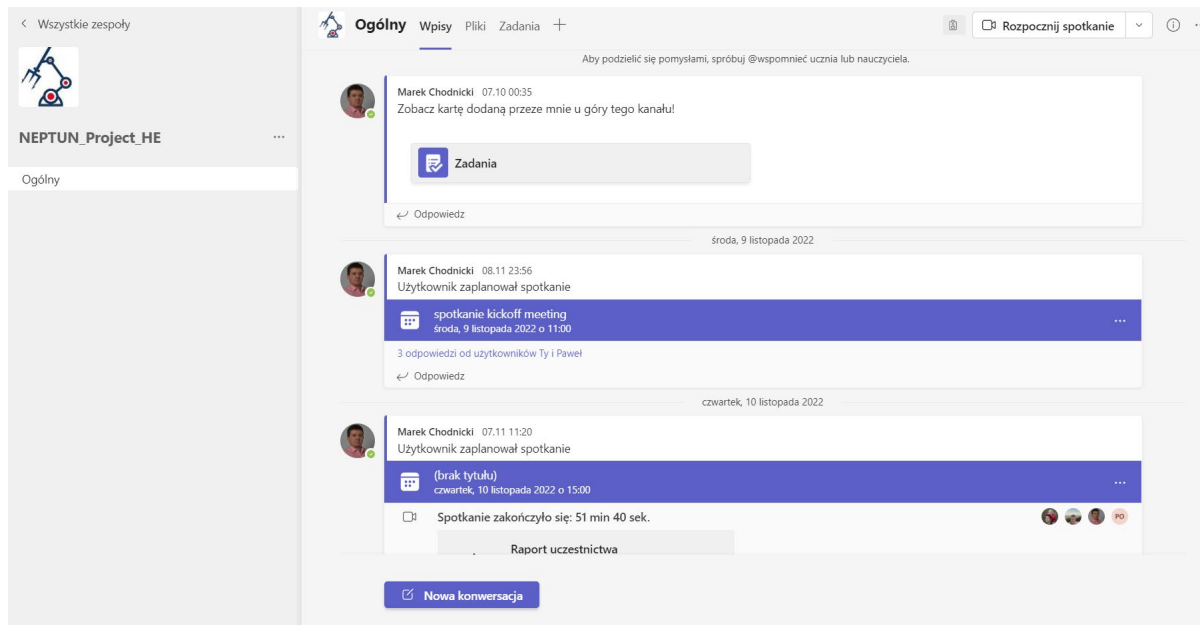 Wszystkie zespoły
NEPTUN_Project_HE
Ogólny
Ogólny Wpisy Pliki Zadania
Rozpocznij spotkanie
Aby podzielić się pomysłami, spróbuj @wspomnieć ucznia lub nauczyciela.
Marek Chodnicki 07.10 00:35
Zobacz kartę dodaną przeze mnie u góry tego kanału!
Zadania
Odpowiedz
środa, 9 listopada 2022
Marek Chodnicki 08.11 23:56
Użytkownik zaplanował spotkanie
spotkanie kickoff meeting
środa, 9 listopada 2022 o 11:00
3 odpowiedzi od użytkowników Ty i Paweł
Odpowiedz
czwartek, 10 listopada 2022
Marek Chodnicki 07.11 11:20
Użytkownik zaplanował spotkanie
(brak tytułu)
czwartek, 10 listopada 2022 o 15:00
Spotkanie zakończyło się: 51 min 40 sek.
PO
Raport uczestnictwa
Nowa konwersacja